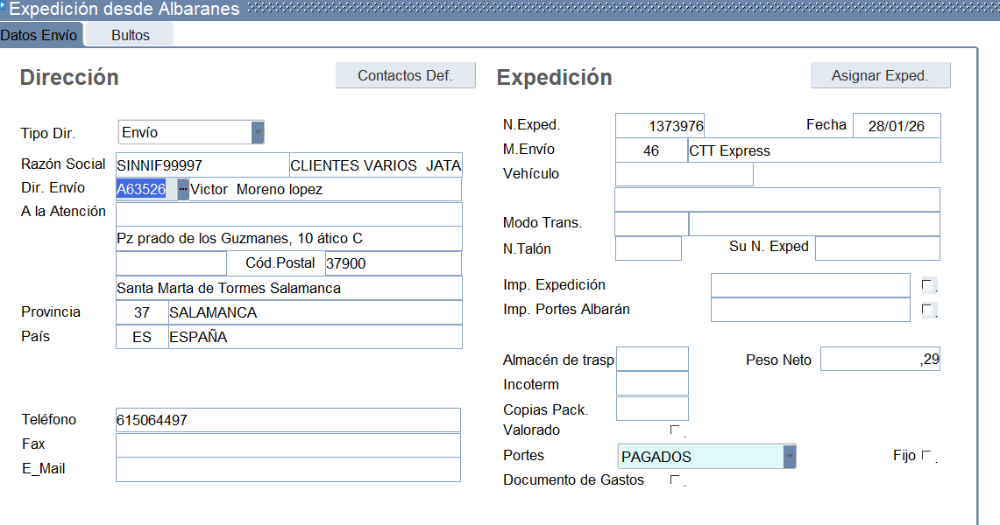 Expedición desde Albaranes
Datos Envío Bultos
Dirección Contactos Def.
Tipo Dir. Envío
Razón Social SINNIF99997 CLIENTES VARIOS  JATA
Dir. Envío A63526 ... Victor  Moreno lopez
A la Atención
Pz prado de los Guzmanes, 10 ático C
Cód.Postal 37900
Santa Marta de Tormes Salamanca
Provincia 37 SALAMANCA
País ES ESPAÑA
Teléfono 615064497
Fax
E_Mail
Expedición Asignar Exped.
N.Exped. 1373976 Fecha 28/01/26
M.Envío 46 CTT Express
Vehículo
Modo Trans.
N.Talón Su N. Exped
Imp. Expedición .
Imp. Portes Albarán .
Almacén de trasp. Peso Neto ,29
Incoterm
Copias Pack.
Valorado .
Portes PAGADOS Fijo .
Documento de Gastos .